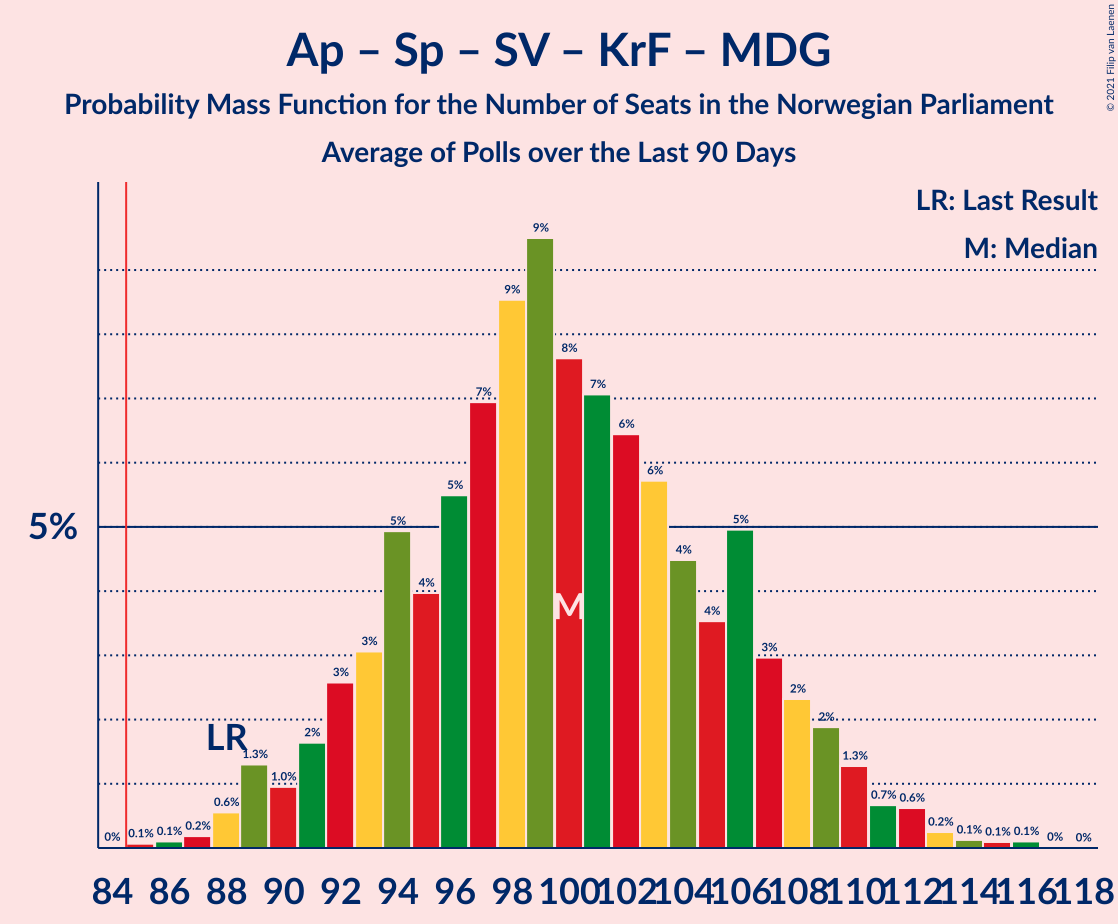 Ap – Sp – SV – KrF – MDG
Probability Mass Function for the Number of Seats in the Norwegian Parliament
Average of Polls over the Last 90 Days
© 2021 Filip van Laenen
LR: Last Result
M: Median
5%
0% 0.1% 0.1% 0.2% 0.6% 1.3% 1.0% 2% 3% 3% 5% 4% 5% 7% 9% 9% 8% 7% 6% 6% 4% 4% 5% 3% 2% 2% 1.3% 0.7% 0.6% 0.2% 0.1% 0.1% 0.1% 0% 0%
LR
M
84 86 88 90 92 94 96 98 100 102 104 106 108 110 112 114 116 118